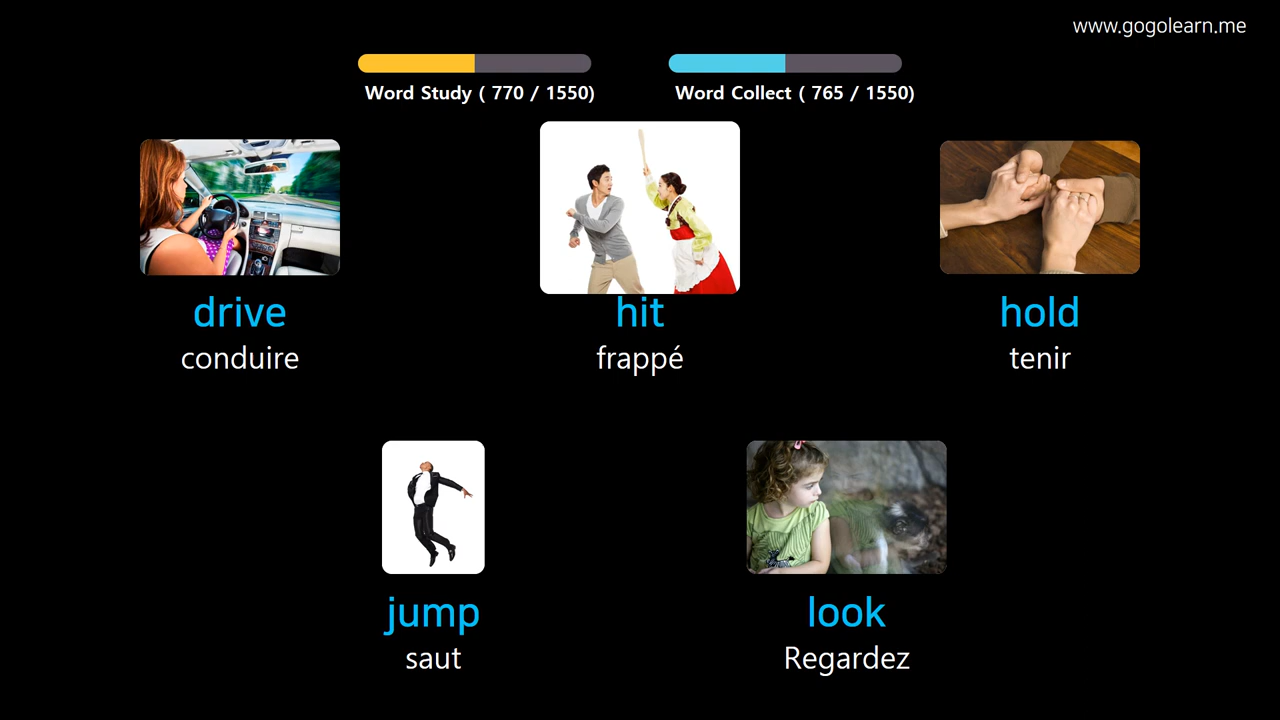 www.gogolearn.me
Word Study ( 770 / 1550)
Word Collect ( 765 / 1550)
drive
conduire
hit
frappé
hold
tenir
jump
saut
look
Regardez